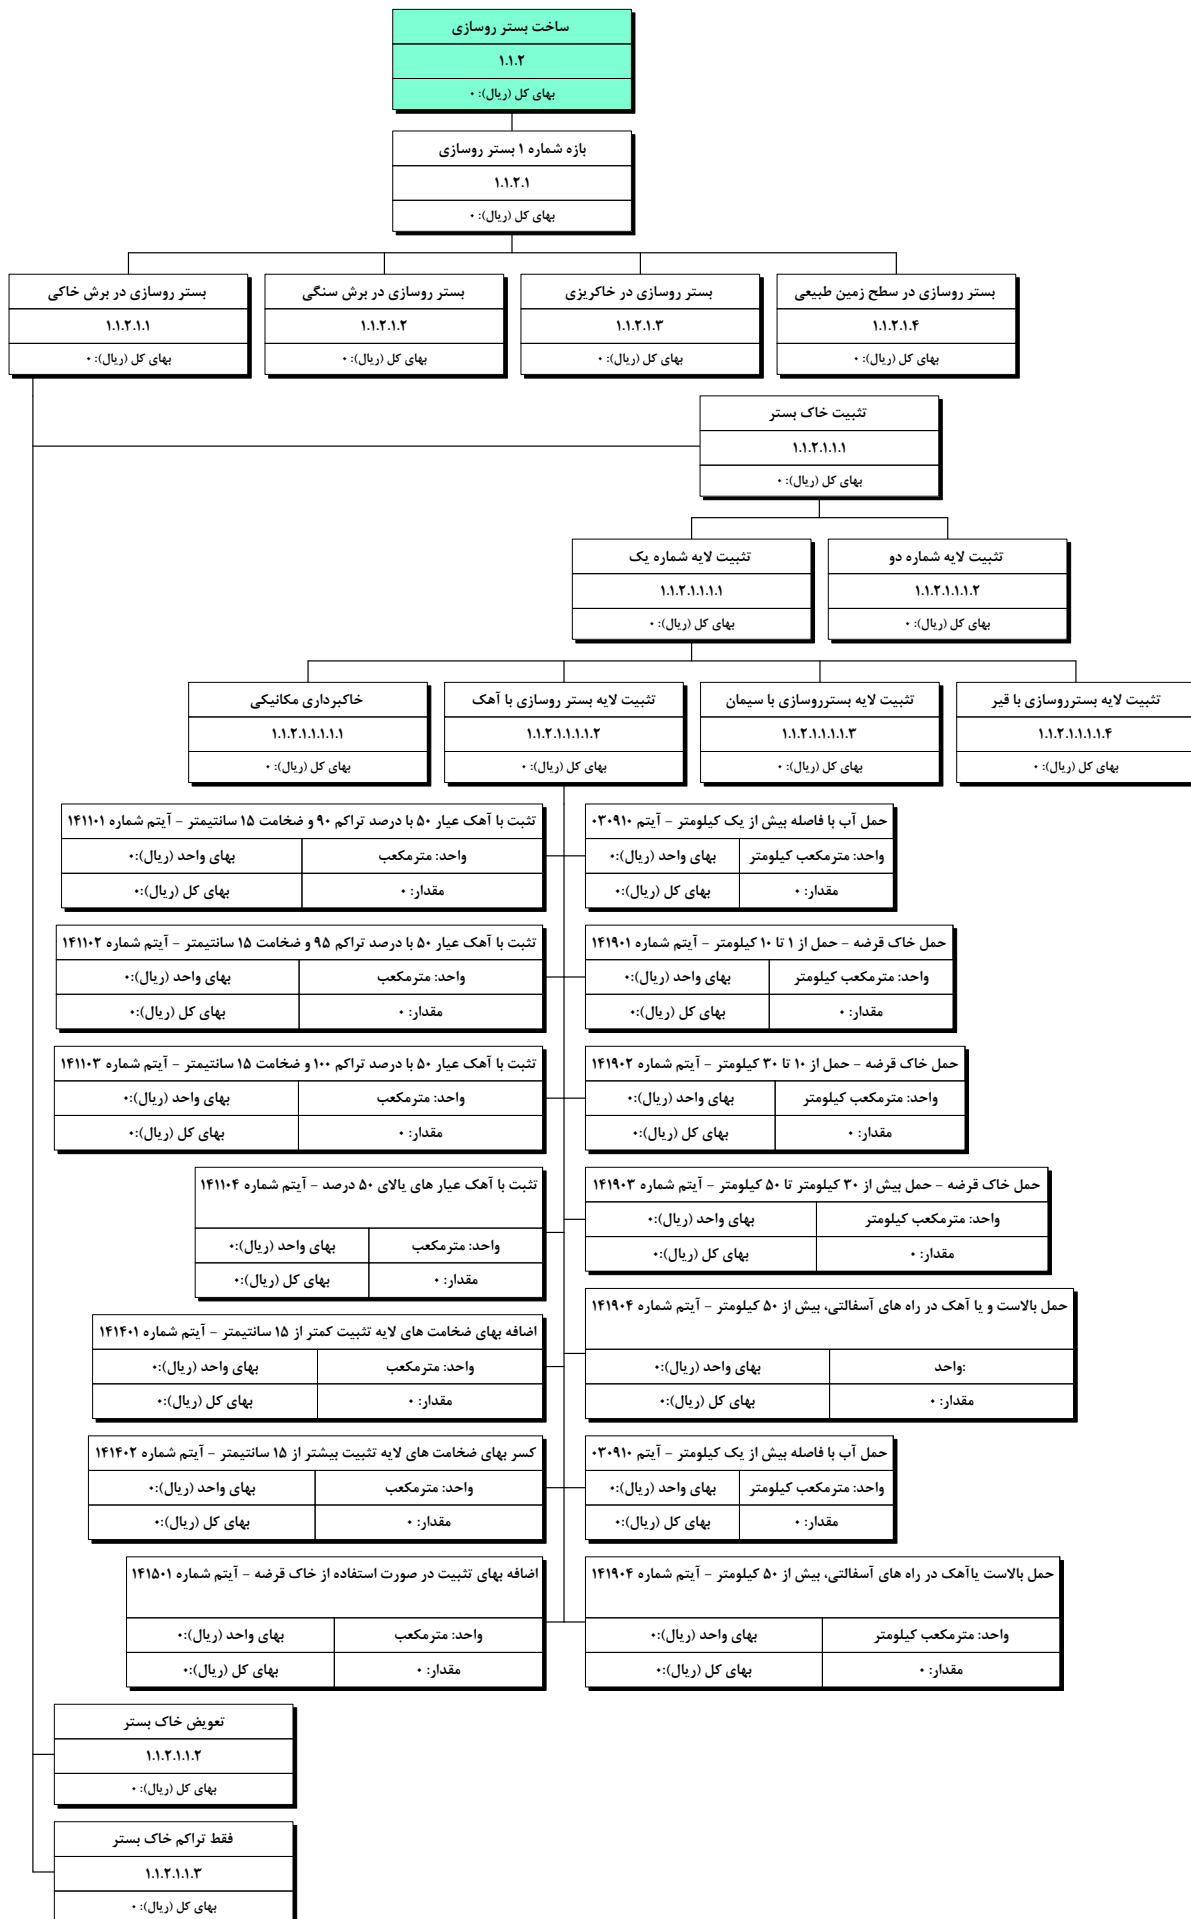 ساخت بستر روسازی
۱.۱.۲
بهای کل (ریال): ۰
بازه شماره ۱ بستر روسازی
۱.۱.۲.۱
بهای کل (ریال): ۰
بستر روسازی در برش خاکی
۱.۱.۲.۱.۱
بهای کل (ریال): ۰
بستر روسازی در برش سنگی
۱.۱.۲.۱.۲
بهای کل (ریال): ۰
بستر روسازی در خاکریزی
۱.۱.۲.۱.۳
بهای کل (ریال): ۰
بستر روسازی در سطح زمین طبیعی
۱.۱.۲.۱.۴
بهای کل (ریال): ۰
تثبیت خاک بستر
۱.۱.۲.۱.۱.۱
بهای کل (ریال): ۰
تثبیت لایه شماره یک
۱.۱.۲.۱.۱.۱.۱
بهای کل (ریال): ۰
تثبیت لایه شماره دو
۱.۱.۲.۱.۱.۱.۲
بهای کل (ریال): ۰
خاکبرداری مکانیکی
۱.۱.۲.۱.۱.۱.۱.۱
بهای کل (ریال): ۰
تثبیت لایه بستر روسازی با آهک
۱.۱.۲.۱.۱.۱.۱.۲
بهای کل (ریال): ۰
تثبیت لایه بسترروسازی با سیمان
۱.۱.۲.۱.۱.۱.۱.۳
بهای کل (ریال): ۰
تثبیت لایه بسترروسازی با قیر
۱.۱.۲.۱.۱.۱.۱.۴
بهای کل (ریال): ۰
تثبت با آهک عیار ۵۰ با درصد تراکم ۹۰ و ضخامت ۱۵ سانتیمتر – آیتم شماره ۱۴۱۱۰۱
واحد: مترمکعب بهای واحد (ریال):۰
مقدار: ۰ بهای کل (ریال):۰
حمل آب با فاصله بیش از یک کیلومتر – آیتم ۰۳۰۹۱۰
واحد: مترمکعب کیلومتر بهای واحد (ریال):۰
مقدار: ۰ بهای کل (ریال):۰
تثبت با آهک عیار ۵۰ با درصد تراکم ۹۵ و ضخامت ۱۵ سانتیمتر – آیتم شماره ۱۴۱۱۰۲
واحد: مترمکعب بهای واحد (ریال):۰
مقدار: ۰ بهای کل (ریال):۰
حمل خاک قرضه – حمل از ۱ تا ۱۰ کیلومتر – آیتم شماره ۱۴۱۹۰۱
واحد: مترمکعب کیلومتر بهای واحد (ریال):۰
مقدار: ۰ بهای کل (ریال):۰
تثبت با آهک عیار ۵۰ با درصد تراکم ۱۰۰ و ضخامت ۱۵ سانتیمتر – آیتم شماره ۱۴۱۱۰۳
واحد: مترمکعب بهای واحد (ریال):۰
مقدار: ۰ بهای کل (ریال):۰
حمل خاک قرضه – حمل از ۱۰ تا ۳۰ کیلومتر – آیتم شماره ۱۴۱۹۰۲
واحد: مترمکعب کیلومتر بهای واحد (ریال):۰
مقدار: ۰ بهای کل (ریال):۰
تثبت با آهک عیار های یالای ۵۰ درصد – آیتم شماره ۱۴۱۱۰۴
واحد: مترمکعب بهای واحد (ریال):۰
مقدار: ۰ بهای کل (ریال):۰
حمل خاک قرضه – حمل بیش از ۳۰ کیلومتر تا ۵۰ کیلومتر – آیتم شماره ۱۴۱۹۰۳
واحد: مترمکعب کیلومتر بهای واحد (ریال):۰
مقدار: ۰ بهای کل (ریال):۰
اضافه بهای ضخامت های لایه تثبیت کمتر از ۱۵ سانتیمتر – آیتم شماره ۱۴۱۴۰۱
واحد: مترمکعب بهای واحد (ریال):۰
مقدار: ۰ بهای کل (ریال):۰
حمل بالاست و یا آهک در راه های آسفالتی، بیش از ۵۰ کیلومتر – آیتم شماره ۱۴۱۹۰۴
:واحد بهای واحد (ریال):۰
مقدار: ۰ بهای کل (ریال):۰
کسر بهای ضخامت های لایه تثبیت بیشتر از ۱۵ سانتیمتر – آیتم شماره ۱۴۱۴۰۲
واحد: مترمکعب بهای واحد (ریال):۰
مقدار: ۰ بهای کل (ریال):۰
حمل آب با فاصله بیش از یک کیلومتر – آیتم ۰۳۰۹۱۰
واحد: مترمکعب کیلومتر بهای واحد (ریال):۰
مقدار: ۰ بهای کل (ریال):۰
اضافه بهای تثبیت در صورت استفاده از خاک قرضه – آیتم شماره ۱۴۱۵۰۱
واحد: مترمکعب بهای واحد (ریال):۰
مقدار: ۰ بهای کل (ریال):۰
حمل بالاست یاآهک در راه های آسفالتی، بیش از ۵۰ کیلومتر – آیتم شماره ۱۴۱۹۰۴
واحد: مترمکعب کیلومتر بهای واحد (ریال):۰
مقدار: ۰ بهای کل (ریال):۰
تعویض خاک بستر
۱.۱.۲.۱.۱.۲
بهای کل (ریال): ۰
فقط تراکم خاک بستر
۱.۱.۲.۱.۱.۳
بهای کل (ریال): ۰